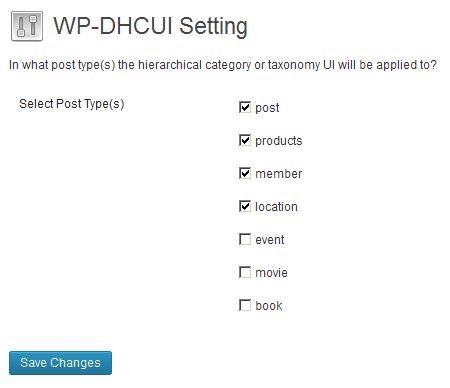 WP-DHCUI Setting
In what post type(s) the hierarchical category or taxonomy UI will be applied to?
Select Post Type(s)
post
products
member
location
event
movie
book
Save Changes